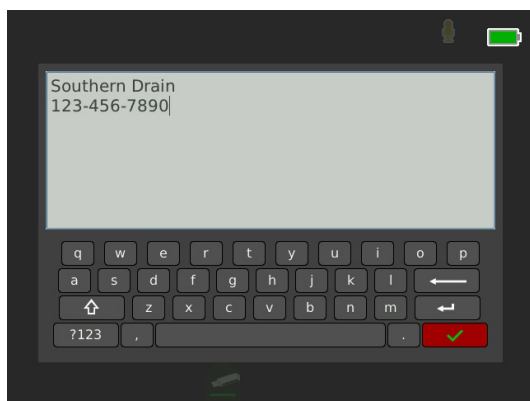 Southern Drain
123-456-7890
q w e r t y u i o p
a s d f g h j k l
z x c v b n m
?123 , .